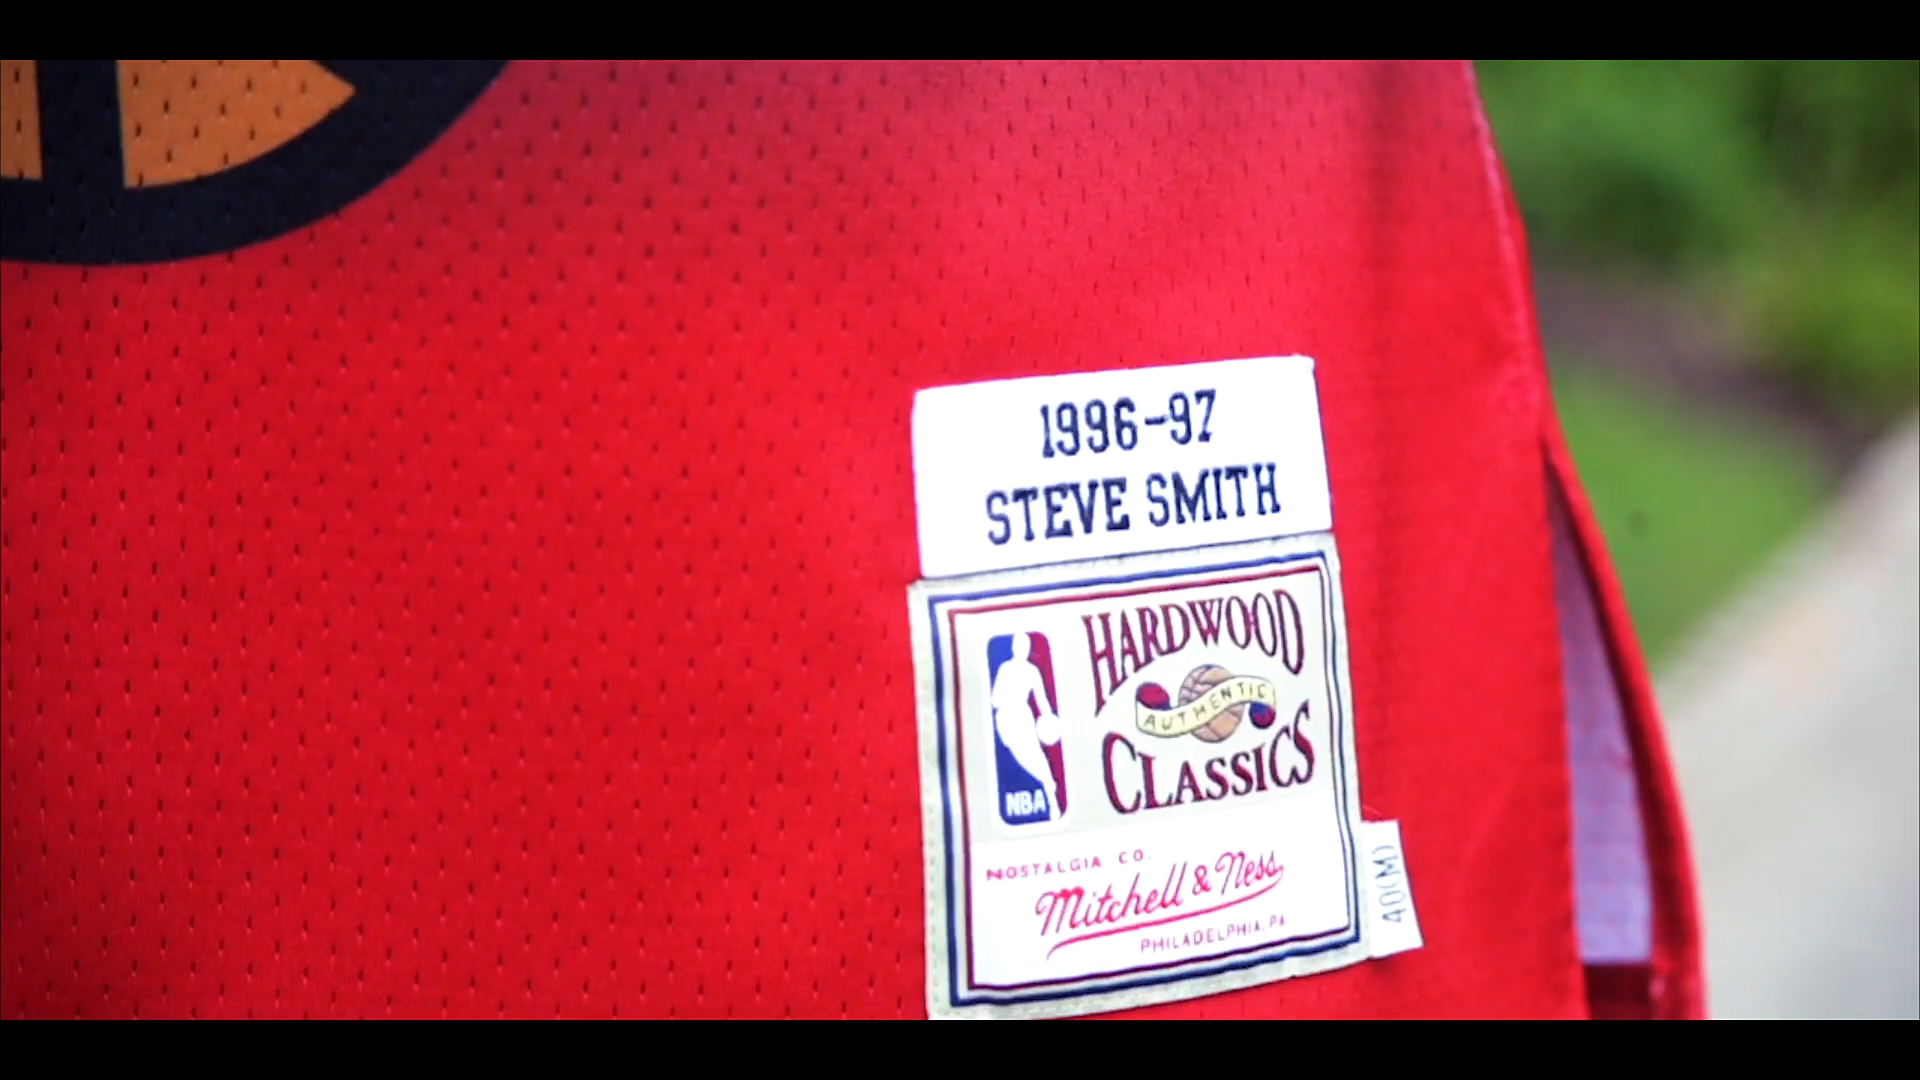 1996-97
STEVE SMITH
HARDWOOD
AUTHENTIC
CLASSICS
NBA
NOSTALGIA CO.
Mitchell & Ness
PHILADELPHIA, PA
40(M)